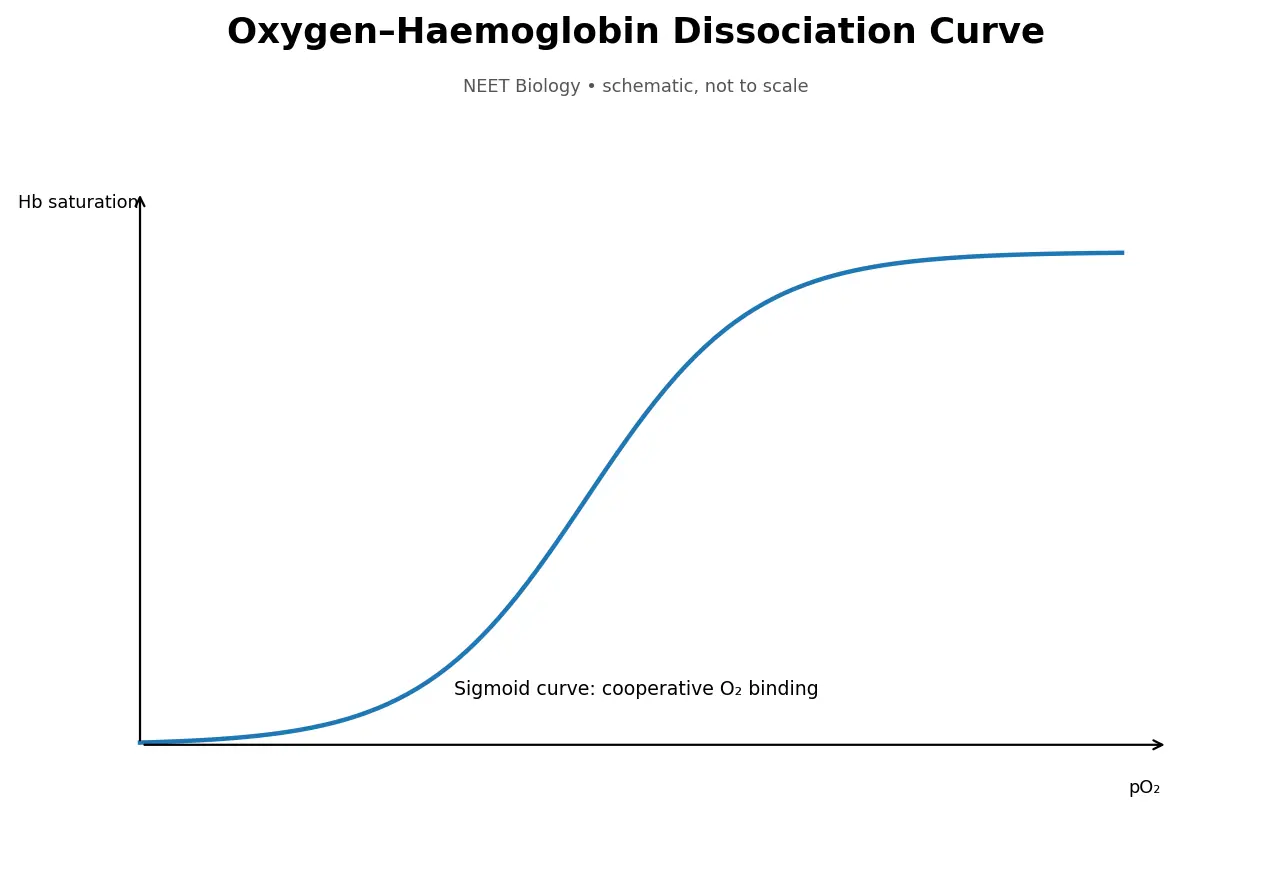 Oxygen–Haemoglobin Dissociation Curve
NEET Biology • schematic, not to scale
Hb saturation
Sigmoid curve: cooperative O₂ binding
pO₂